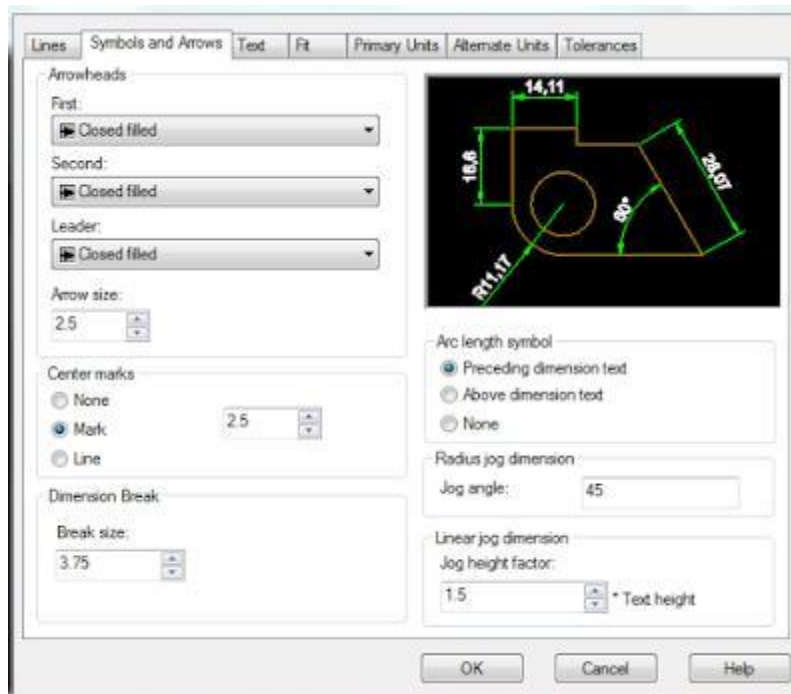 Lines
Symbols and Arrows
Text
Fit
Primary Units
Alternate Units
Tolerances
Arrowheads
First:
Closed filled
Second:
Closed filled
Leader:
Closed filled
Arrow size:
2.5
Center marks
None
Mark
2.5
Line
Dimension Break
Break size:
3.75
14,11
16,6
28,07
60°
R11,17
Arc length symbol
Preceding dimension text
Above dimension text
None
Radius jog dimension
Jog angle:
45
Linear jog dimension
Jog height factor:
1.5
* Text height
OK
Cancel
Help